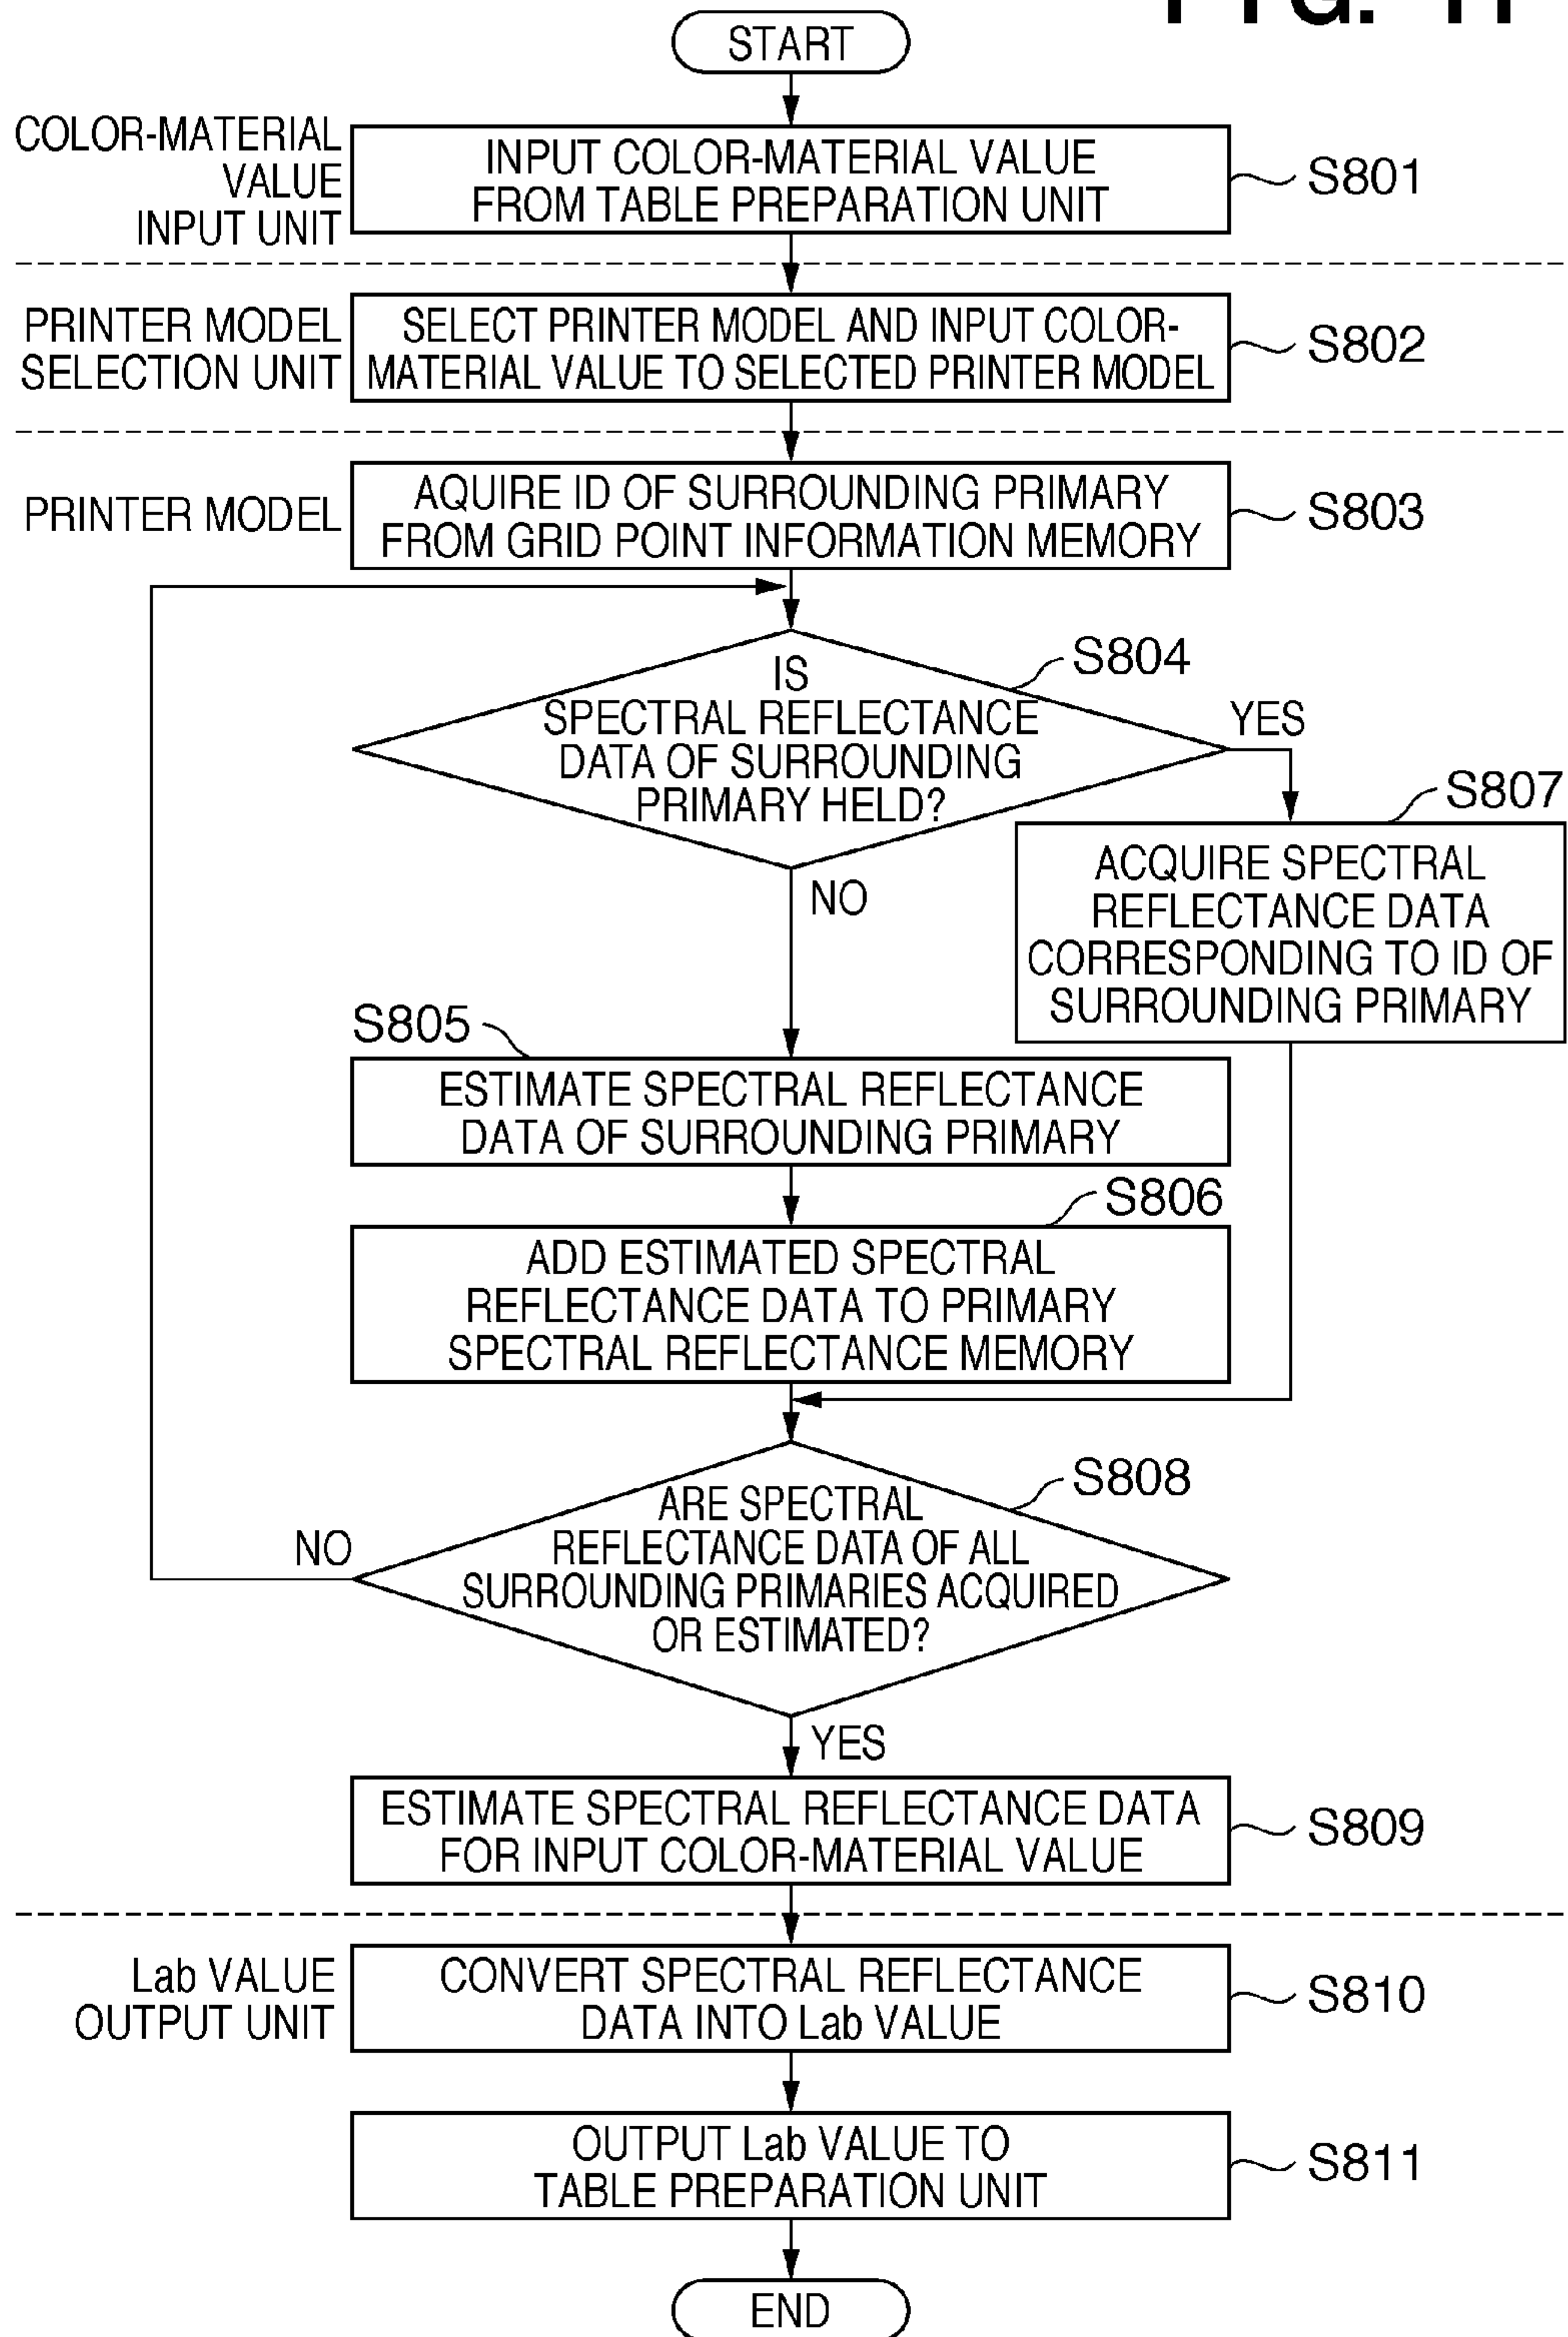 START
COLOR-MATERIAL
VALUE
INPUT UNIT
INPUT COLOR-MATERIAL VALUE
FROM TABLE PREPARATION UNIT
S801
PRINTER MODEL
SELECTION UNIT
SELECT PRINTER MODEL AND INPUT COLOR-
MATERIAL VALUE TO SELECTED PRINTER MODEL
S802
PRINTER MODEL
AQUIRE ID OF SURROUNDING PRIMARY
FROM GRID POINT INFORMATION MEMORY
S803
S804
IS
SPECTRAL REFLECTANCE
DATA OF SURROUNDING
PRIMARY HELD?
YES
NO
S807
ACQUIRE SPECTRAL
REFLECTANCE DATA
CORRESPONDING TO ID OF
SURROUNDING PRIMARY
S805
ESTIMATE SPECTRAL REFLECTANCE
DATA OF SURROUNDING PRIMARY
S806
ADD ESTIMATED SPECTRAL
REFLECTANCE DATA TO PRIMARY
SPECTRAL REFLECTANCE MEMORY
S808
ARE SPECTRAL
REFLECTANCE DATA OF ALL
SURROUNDING PRIMARIES ACQUIRED
OR ESTIMATED?
NO
YES
ESTIMATE SPECTRAL REFLECTANCE DATA
FOR INPUT COLOR-MATERIAL VALUE
S809
Lab VALUE
OUTPUT UNIT
CONVERT SPECTRAL REFLECTANCE
DATA INTO Lab VALUE
S810
OUTPUT Lab VALUE TO
TABLE PREPARATION UNIT
S811
END